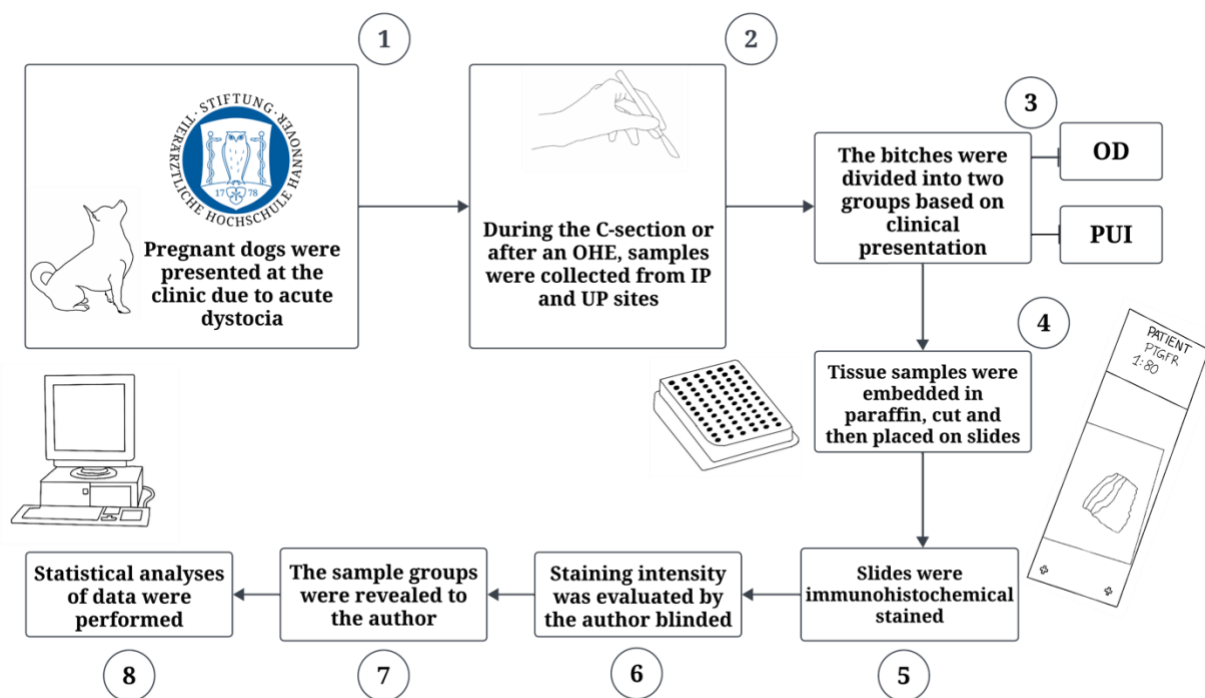 1
STIFTUNG · TIERÄRZTLICHE HOCHSCHULE HANNOVER ·
17 78
Pregnant dogs were
presented at the
clinic due to acute
dystocia
2
During the C-section or
after an OHE, samples
were collected from IP
and UP sites
3
The bitches were
divided into two
groups based on
clinical
presentation
OD
PUI
4
Tissue samples were
embedded in
paraffin, cut and
then placed on slides
PATIENT
PTGFR
1:80
Slides were
immunohistochemical
stained
5
Staining intensity
was evaluated by
the author blinded
6
The sample groups
were revealed to
the author
7
Statistical analyses
of data were
performed
8